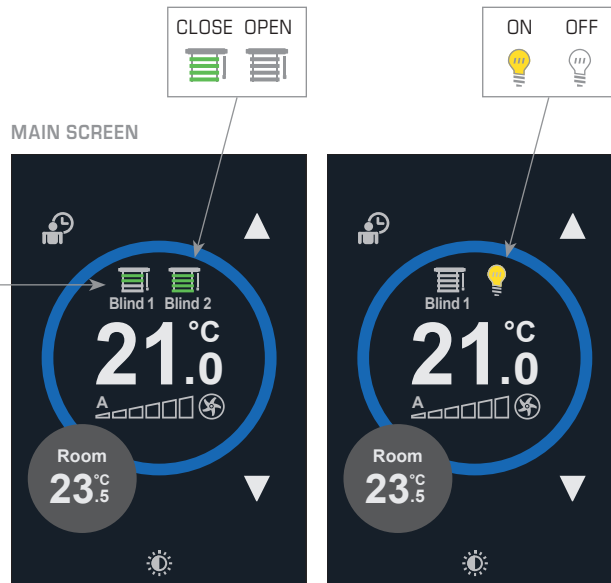 CLOSE OPEN
ON OFF
MAIN SCREEN
Blind 1 Blind 2
21.0 °C
A
Room
23.5 °C
Blind 1
21.0 °C
A
Room
23.5 °C